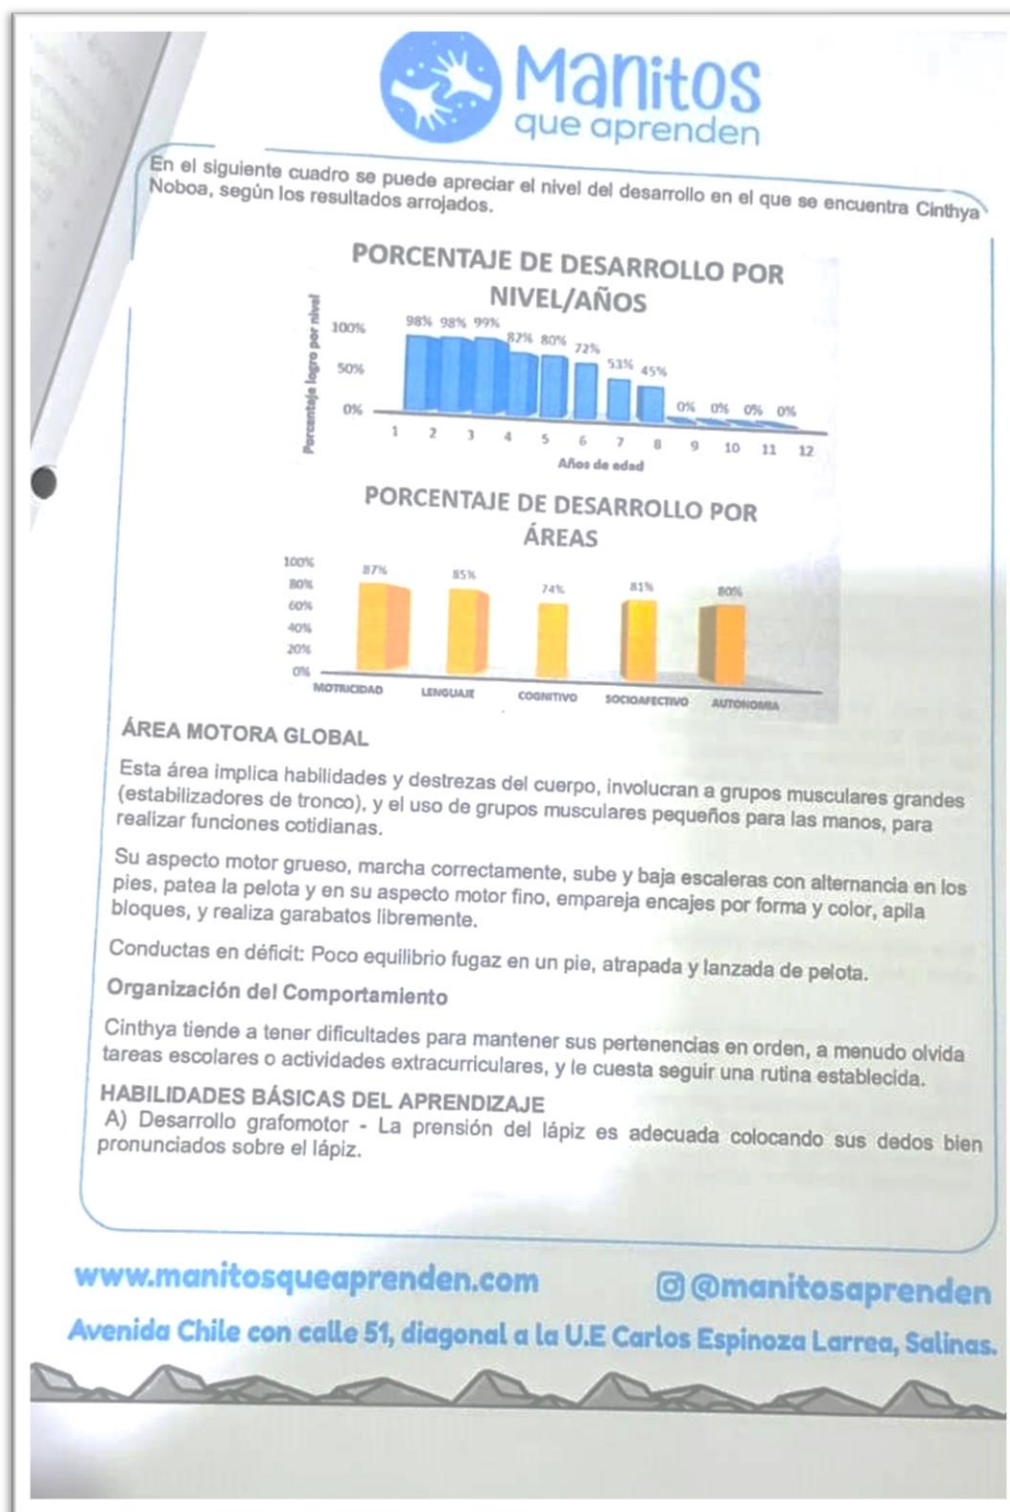 Manitos
que aprenden
En el siguiente cuadro se puede apreciar el nivel del desarrollo en el que se encuentra Cinthya
Noboa, según los resultados arrojados.
PORCENTAJE DE DESARROLLO POR
NIVEL/AÑOS
Porcentaje logro por nivel
100%
50%
0%
98% 98% 99% 82% 80% 72% 53% 45% 0% 0% 0% 0%
1 2 3 4 5 6 7 8 9 10 11 12
Años de edad
PORCENTAJE DE DESARROLLO POR
ÁREAS
100%
80%
60%
40%
20%
0%
87% 85% 74% 81% 80%
MOTRICIDAD LENGUAJE COGNITIVO SOCIOAFECTIVO AUTONOMIA
ÁREA MOTORA GLOBAL
Esta área implica habilidades y destrezas del cuerpo, involucran a grupos musculares grandes
(estabilizadores de tronco), y el uso de grupos musculares pequeños para las manos, para
realizar funciones cotidianas.
Su aspecto motor grueso, marcha correctamente, sube y baja escaleras con alternancia en los
pies, patea la pelota y en su aspecto motor fino, empareja encajes por forma y color, apila
bloques, y realiza garabatos libremente.
Conductas en déficit: Poco equilibrio fugaz en un pie, atrapada y lanzada de pelota.
Organización del Comportamiento
Cinthya tiende a tener dificultades para mantener sus pertenencias en orden, a menudo olvida
tareas escolares o actividades extracurriculares, y le cuesta seguir una rutina establecida.
HABILIDADES BÁSICAS DEL APRENDIZAJE
A) Desarrollo grafomotor - La prensión del lápiz es adecuada colocando sus dedos bien
pronunciados sobre el lápiz.
www.manitosqueaprenden.com @manitosaprenden
Avenida Chile con calle 51, diagonal a la U.E Carlos Espinoza Larrea, Salinas.